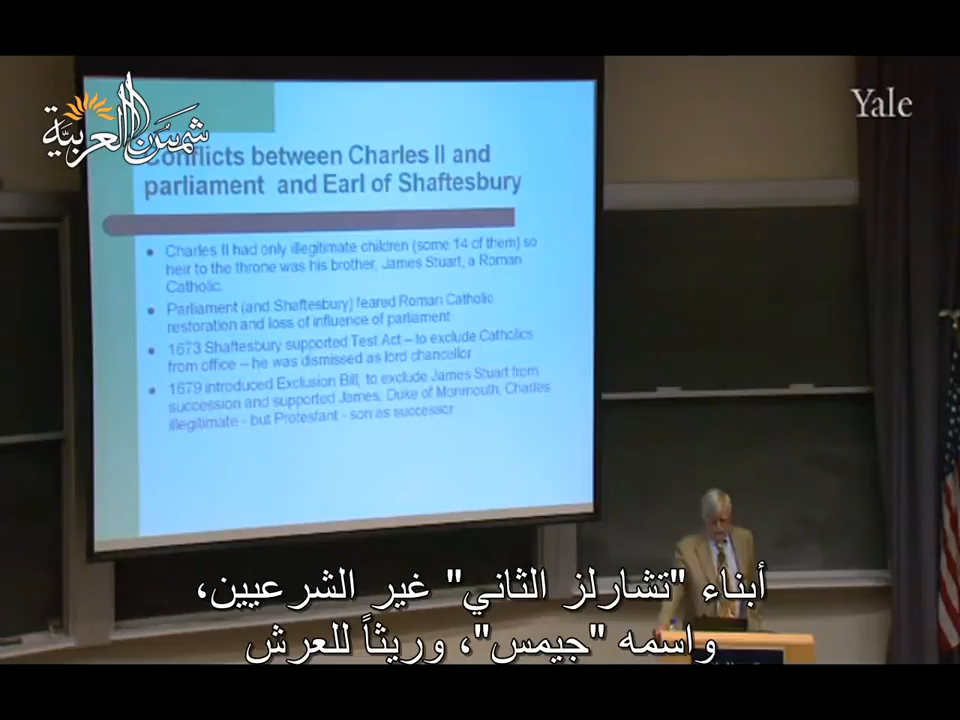 شمس العربية
Yale
Conflicts between Charles II and
parliament and Earl of Shaftesbury
Charles II had only illegitimate children (some 14 of them) so
heir to the throne was his brother, James Stuart, a Roman
Catholic.
Parliament (and Shaftesbury) feared Roman Catholic
restoration and loss of influence of parliament
1673 Shaftesbury supported Test Act – to exclude Catholics
from office – he was dismissed as lord chancellor
1679 introduced Exclusion Bill, to exclude James Stuart from
succession and supported James, Duke of Monmouth, Charles
illegitimate - but Protestant - son as successor
أبناء "تشارلز الثاني" غير الشرعيين،
واسمه "جيمس"، وريثاً للعرش